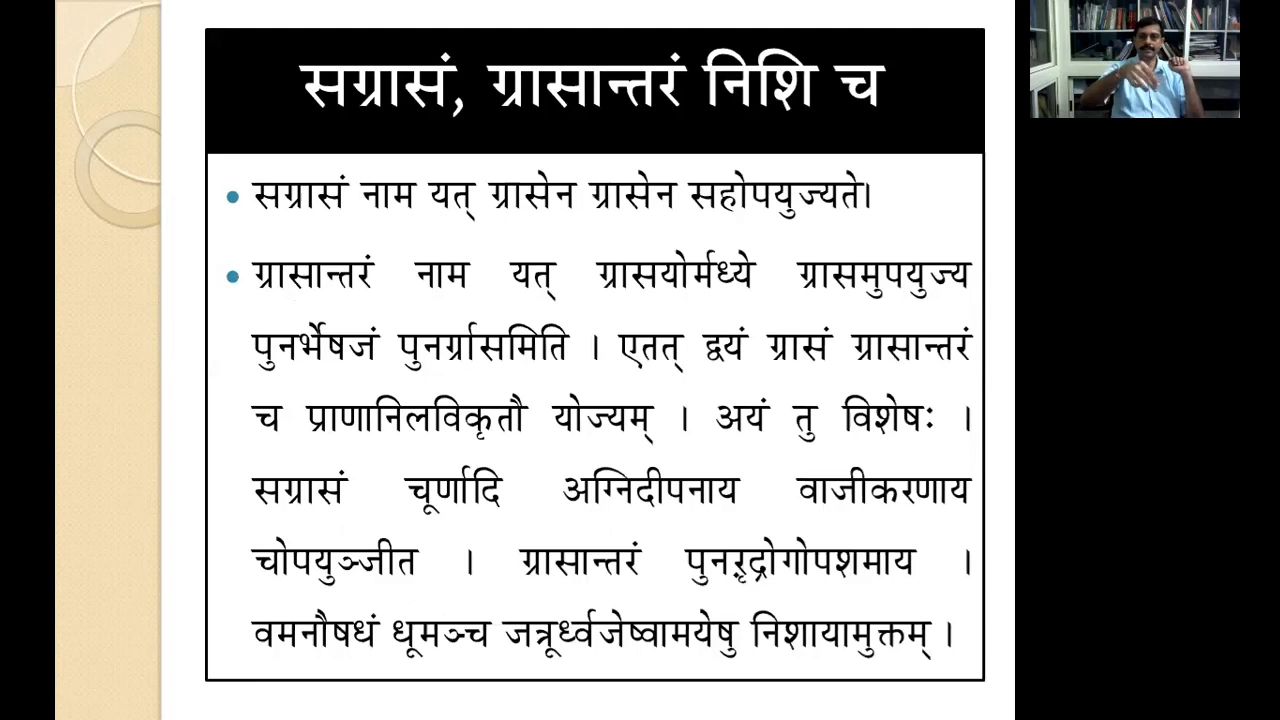 सग्रासं, ग्रासान्तरं निशि च
सग्रासं नाम यत् ग्रासेन ग्रासेन सहोपयुज्यते।
ग्रासान्तरं नाम यत् ग्रासयोर्मध्ये ग्रासमुपयुज्य
पुनर्भेषजं पुनर्ग्रासमिति । एतत् द्वयं ग्रासं ग्रासान्तरं
च प्राणानिलविकृतौ योज्यम् । अयं तु विशेषः ।
सग्रासं चूर्णादि अग्निदीपनाय वाजीकरणाय
चोपयुञ्जीत । ग्रासान्तरं पुनर्हृद्रोगोपशमाय ।
वमनौषधं धूमञ्च जत्रूर्ध्वजेष्वामयेषु निशायामुक्तम् ।